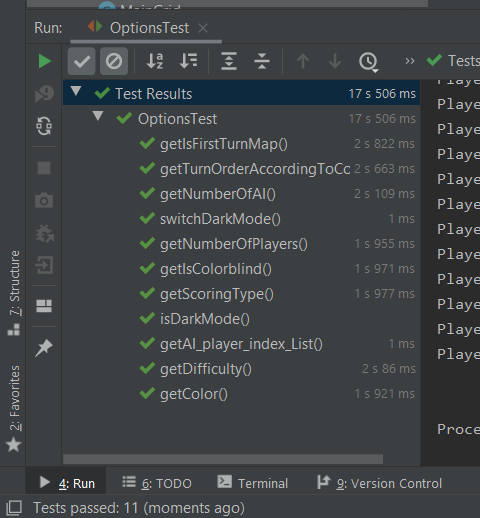 MainGrid
Run: OptionsTest
Tests
Test Results 17 s 506 ms
OptionsTest 17 s 506 ms
getIsFirstTurnMap() 2 s 822 ms
getTurnOrderAccordingToCo 2 s 663 ms
getNumberOfAI() 2 s 109 ms
switchDarkMode() 1 ms
getNumberOfPlayers() 1 s 955 ms
getIsColorblind() 1 s 971 ms
getScoringType() 1 s 977 ms
isDarkMode()
getAI_player_index_List() 1 ms
getDifficulty() 2 s 86 ms
getColor() 1 s 921 ms
Playe
Playe
Playe
Playe
Playe
Playe
Playe
Playe
Playe
Playe
Playe
Proce
7: Structure
2: Favorites
4: Run 6: TODO Terminal 9: Version Control
Tests passed: 11 (moments ago)